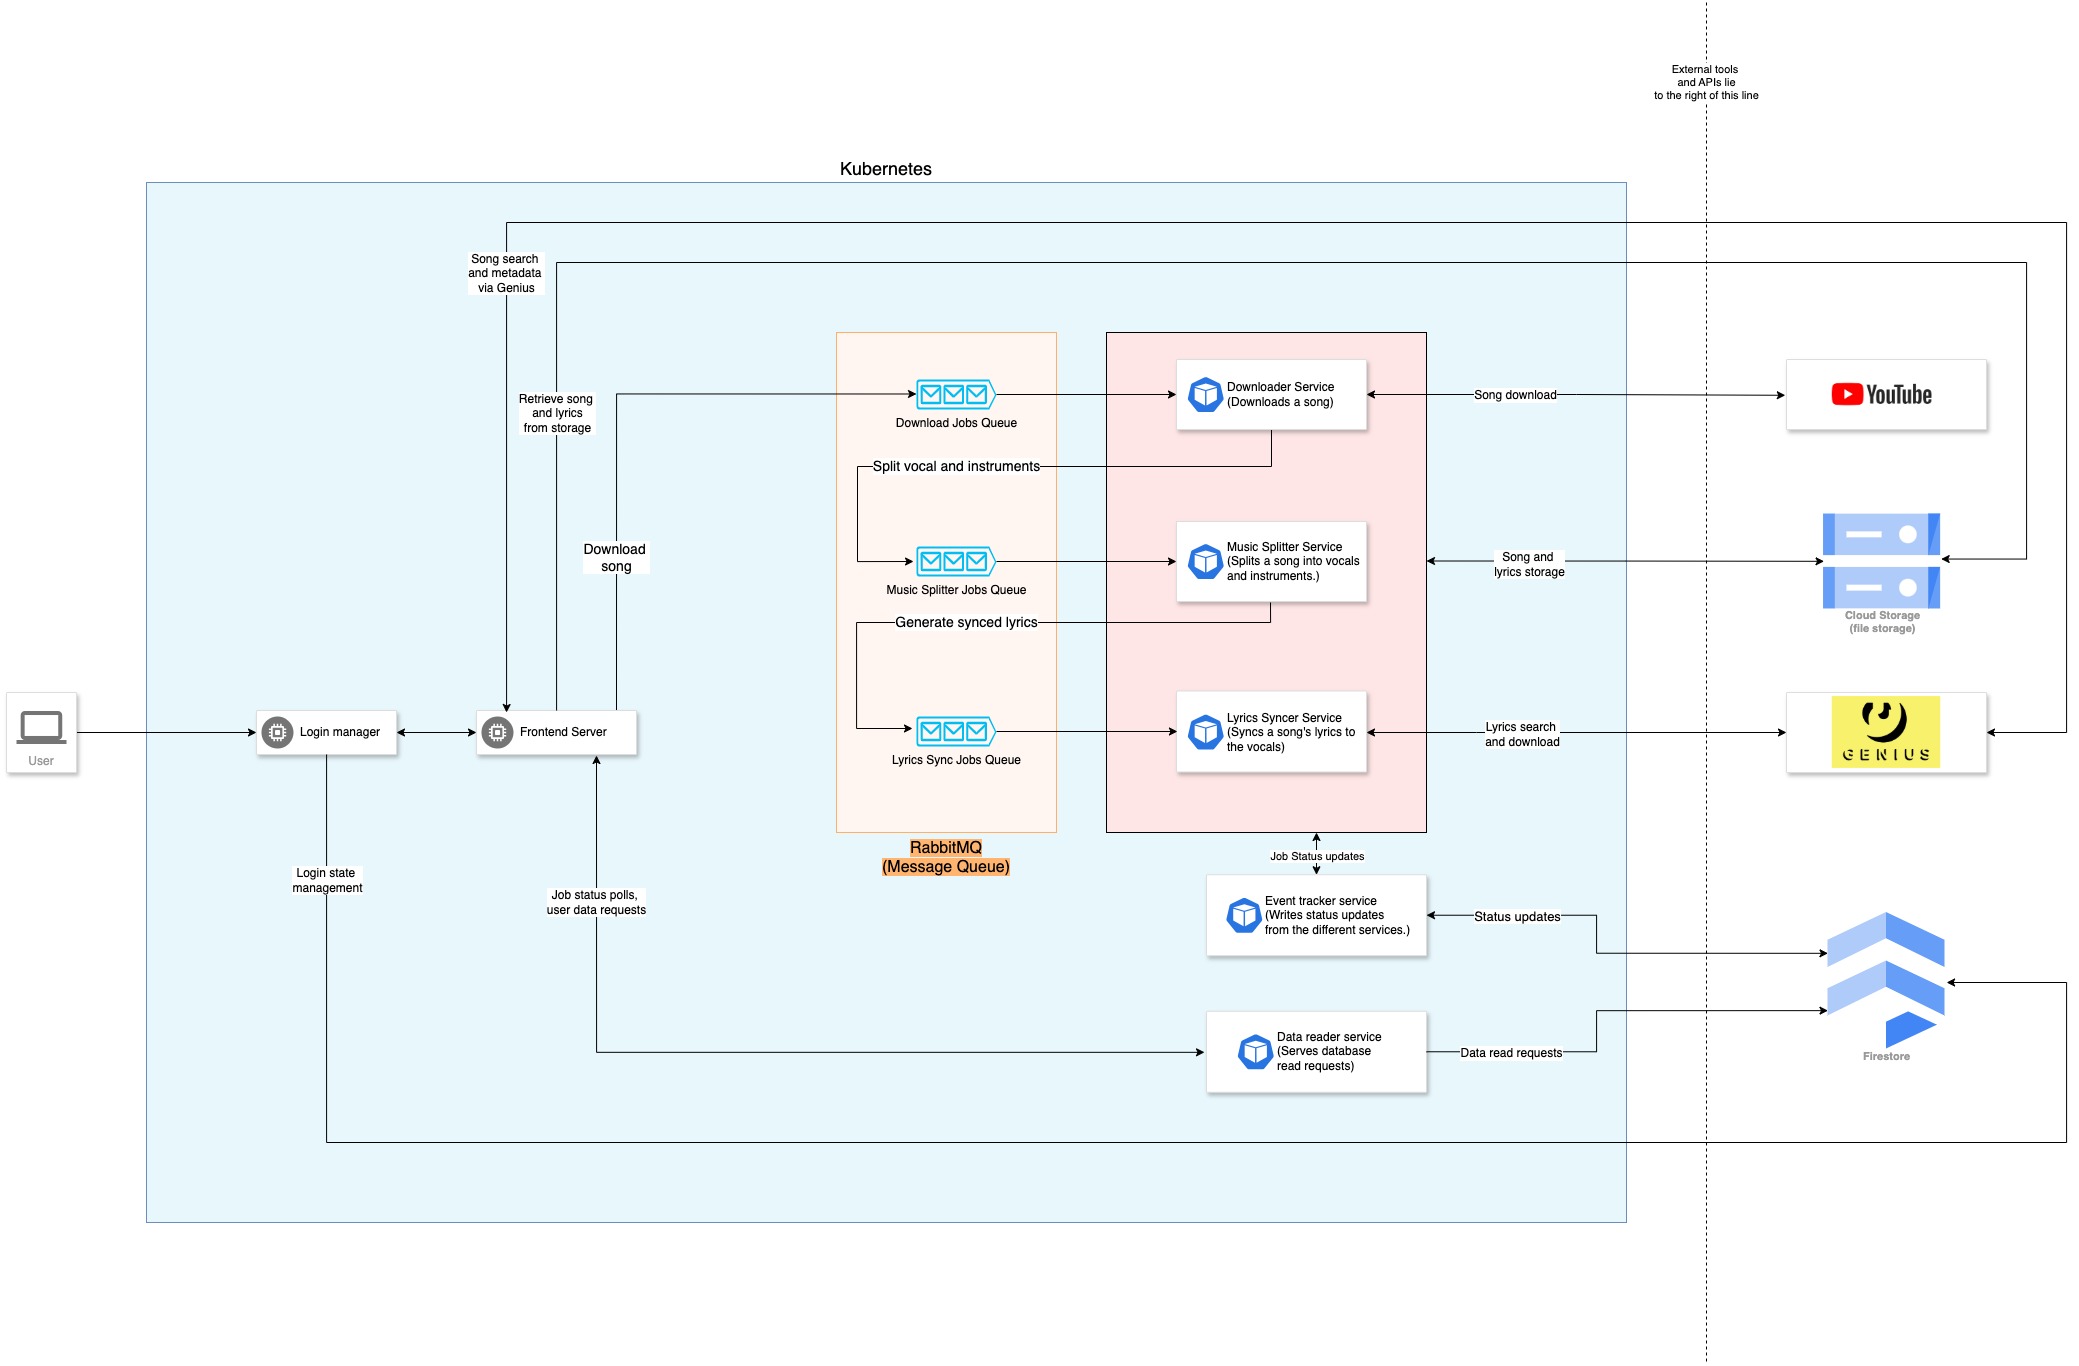 External tools
and APIs lie
to the right of this line
Kubernetes
Song search
and metadata
via Genius
Retrieve song
and lyrics
from storage
Download
song
Download Jobs Queue
Downloader Service
(Downloads a song)
Song download
YouTube
Split vocal and instruments
Music Splitter Jobs Queue
Music Splitter Service
(Splits a song into vocals
and instruments.)
Song and
lyrics storage
Cloud Storage
(file storage)
Generate synced lyrics
User
Login manager
Frontend Server
Lyrics Sync Jobs Queue
Lyrics Syncer Service
(Syncs a song's lyrics to
the vocals)
Lyrics search
and download
GENIUS
RabbitMQ
(Message Queue)
Job Status updates
Login state
management
Job status polls,
user data requests
Event tracker service
(Writes status updates
from the different services.)
Status updates
Data reader service
(Serves database
read requests)
Data read requests
Firestore